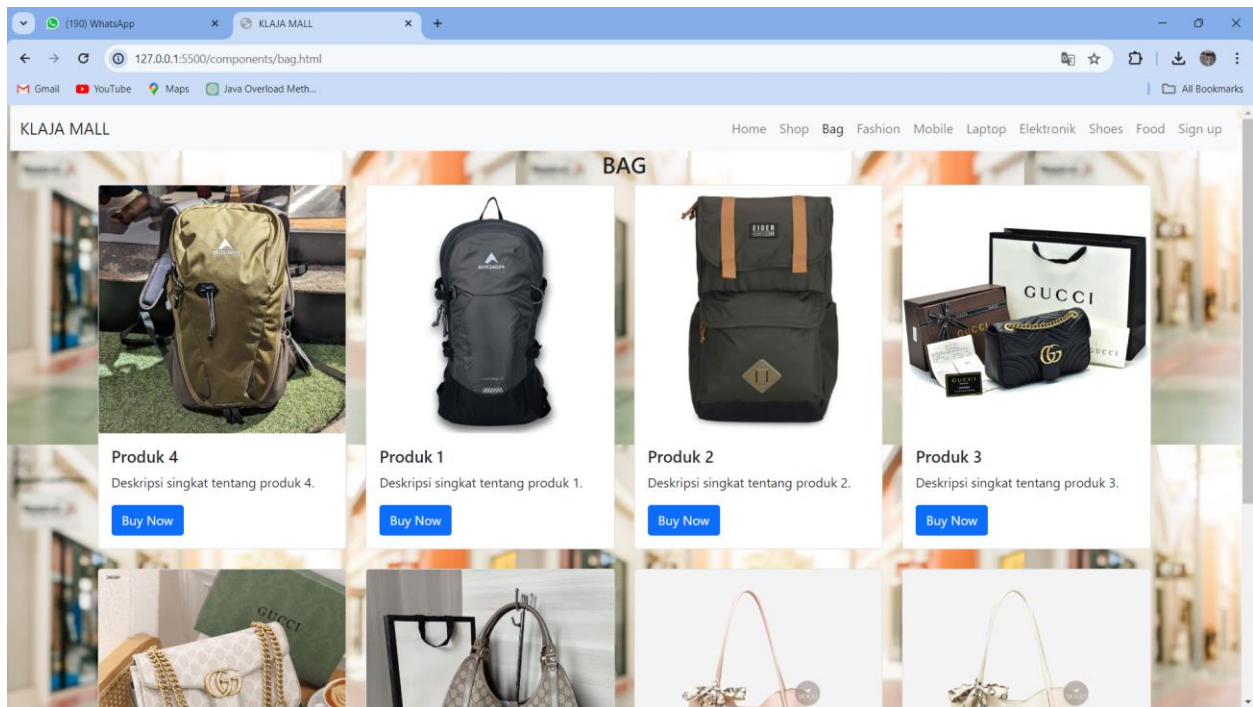 (190) WhatsApp
KLAJA MALL
127.0.0.1:5500/components/bag.html
Gmail YouTube Maps Java Overload Meth... All Bookmarks
KLAJA MALL Home Shop Bag Fashion Mobile Laptop Elektronik Shoes Food Sign up
BAG
EIGER
GUCCI
GUCCI
GUCCI
GUCCI
Produk 4
Deskripsi singkat tentang produk 4.
Buy Now
Produk 1
Deskripsi singkat tentang produk 1.
Buy Now
Produk 2
Deskripsi singkat tentang produk 2.
Buy Now
Produk 3
Deskripsi singkat tentang produk 3.
Buy Now
GUCCI